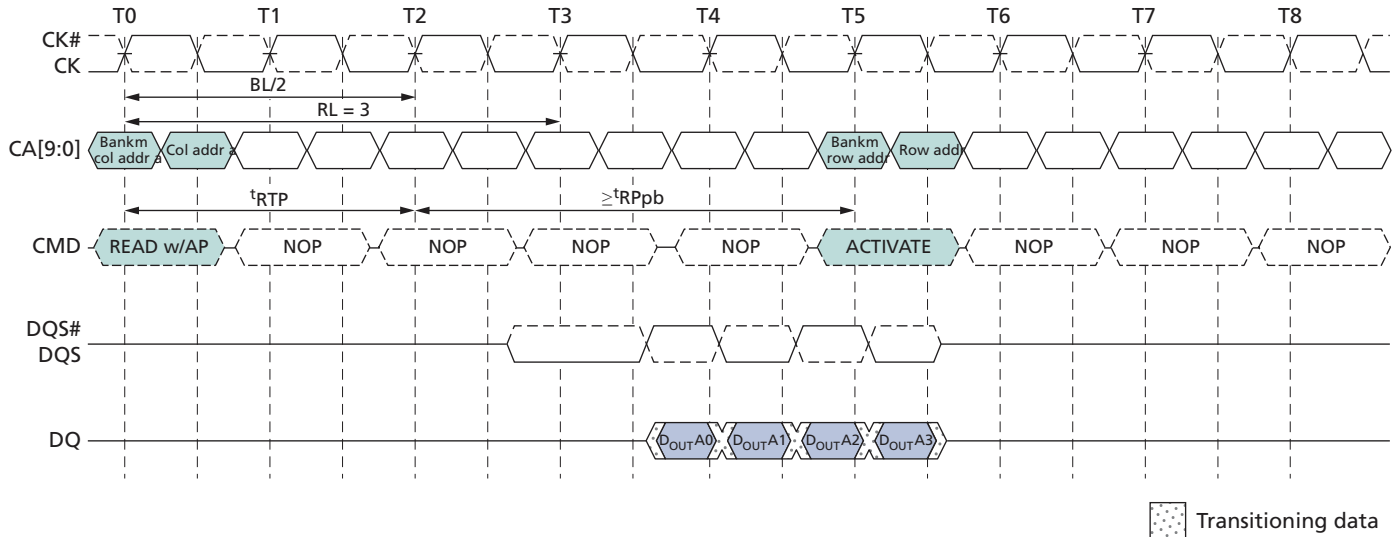 T0 T1 T2 T3 T4 T5 T6 T7 T8
CK#
CK
BL/2
RL = 3
CA[9:0]
Bankm
col addr a
Col addr a
Bankm
row addr
Row addr
tRTP
≥tRPpb
CMD
READ w/AP
NOP
NOP
NOP
NOP
ACTIVATE
NOP
NOP
NOP
DQS#
DQS
DQ
DOUTA0
DOUTA1
DOUTA2
DOUTA3
Transitioning data